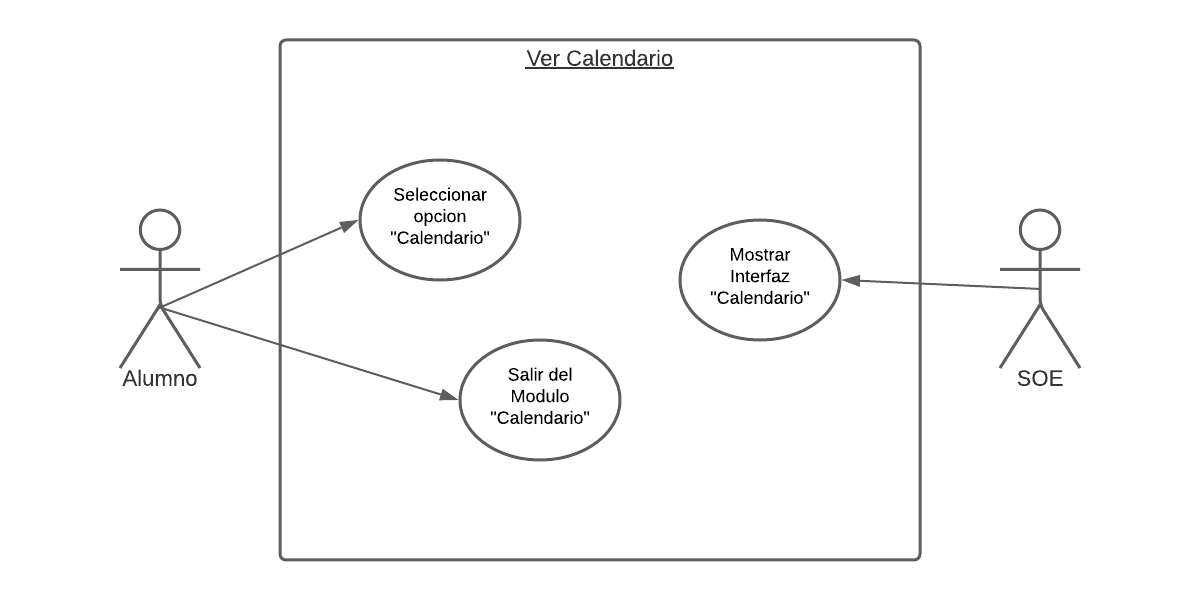 Ver Calendario
Seleccionar
opcion
"Calendario"
Mostrar
Interfaz
"Calendario"
Salir del
Modulo
"Calendario"
Alumno
SOE